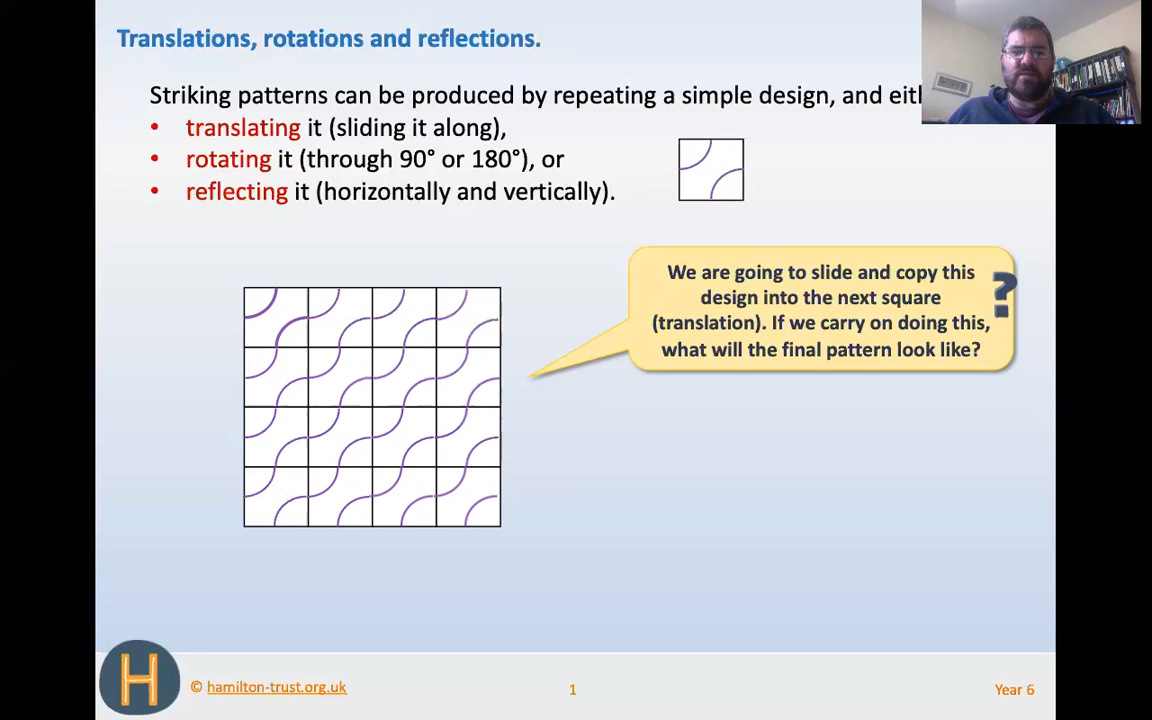 Translations, rotations and reflections.
Striking patterns can be produced by repeating a simple design, and
• translating it (sliding it along),
• rotating it (through 90° or 180°), or
• reflecting it (horizontally and vertically).
We are going to slide and copy this
design into the next square
(translation). If we carry on doing this,
what will the final pattern look like?
?
H
© hamilton-trust.org.uk
1
Year 6